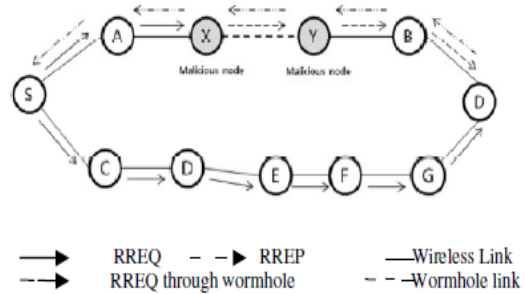 A X Y B
Malicious node Malicious node
S
D
C D E F G
RREQ RREP Wireless Link
RREQ through wormhole Wormhole link